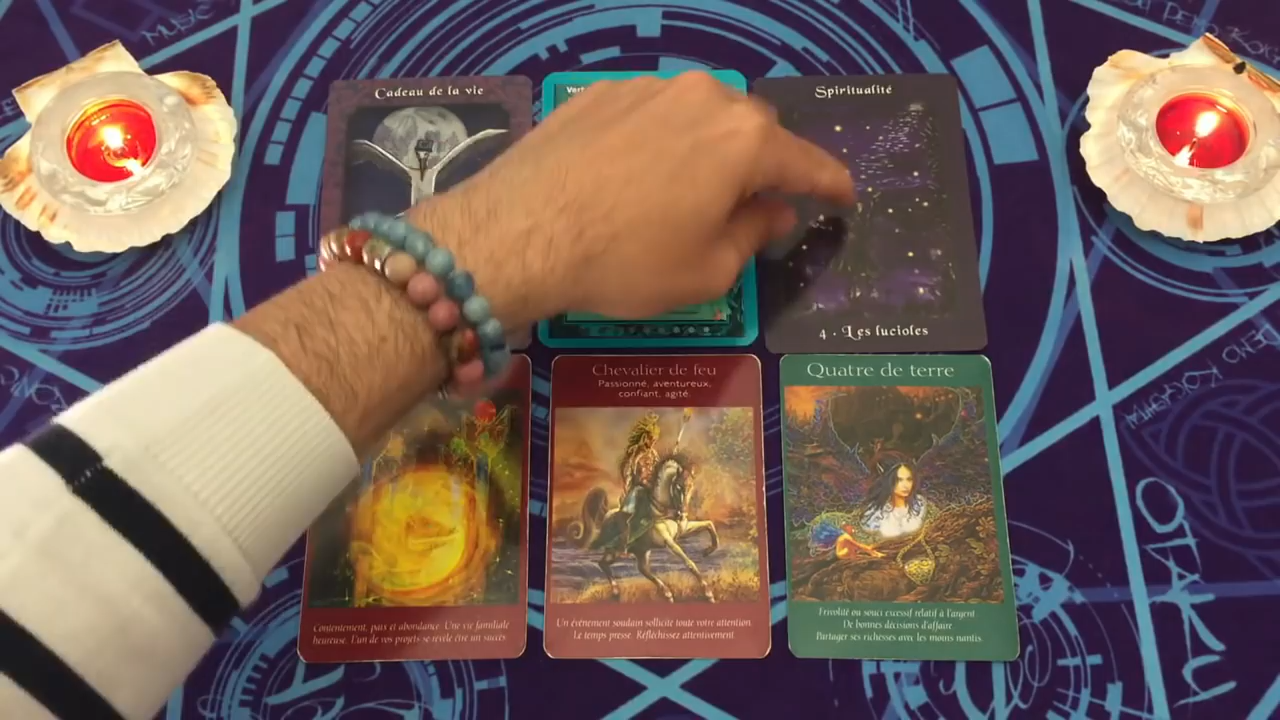 MUSIC
Cadeau de la vie
Vert
Spiritualité
4. Les lucioles
Chevalier de feu
Passionné, aventureux,
confiant, agité.
Quatre de terre
Contentement, paix et abondance. Une vie familiale
heureuse. L'un de vos projets se révèle être un succès
Un événement soudain sollicite toute votre attention.
Le temps presse. Réfléchissez attentivement
Frivolité ou souci excessif relatif à l'argent
De bonnes décisions d'affaire
Partager ses richesses avec les moins nantis.
OTAKU